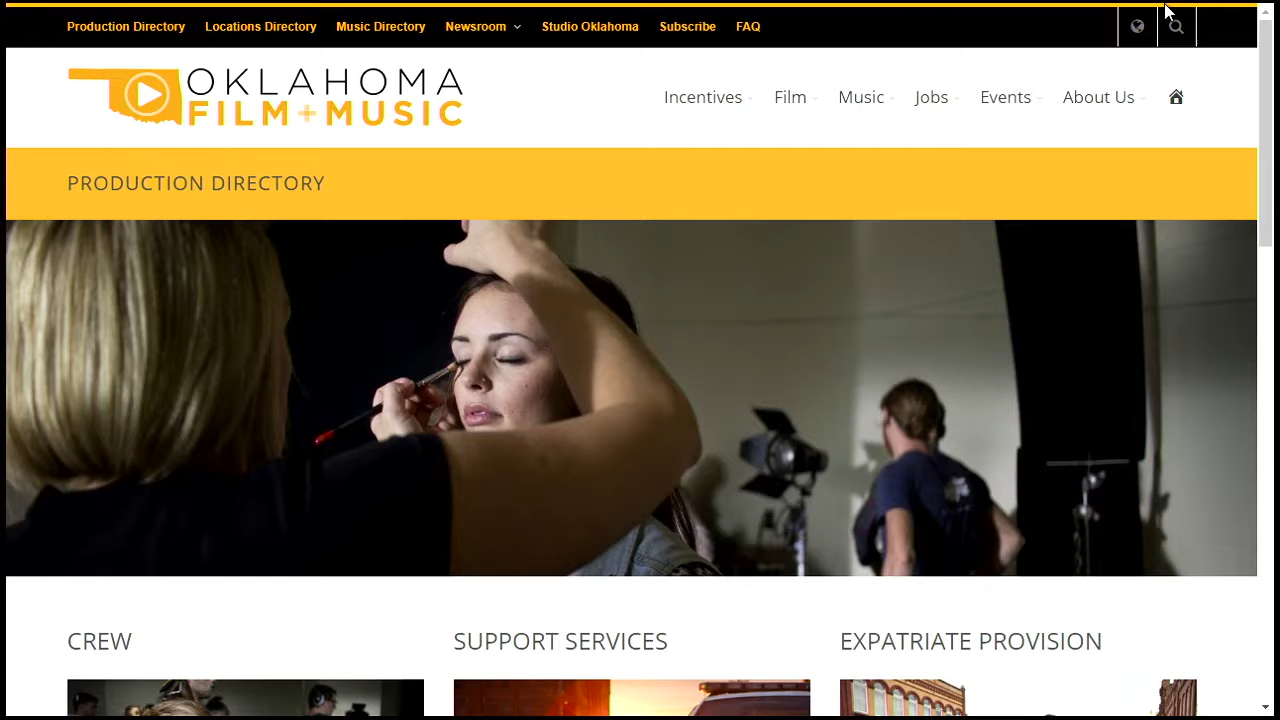 Production Directory Locations Directory Music Directory Newsroom Studio Oklahoma Subscribe FAQ
OKLAHOMA
FILM+MUSIC
Incentives Film Music Jobs Events About Us
PRODUCTION DIRECTORY
CREW SUPPORT SERVICES EXPATRIATE PROVISION